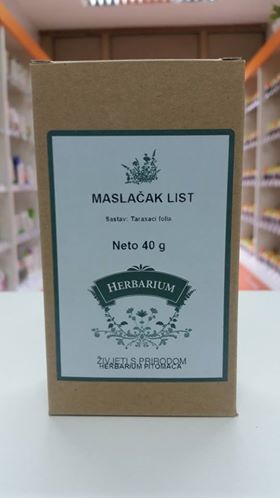 MASLAČAK LIST
Sastav: Taraxaci folia
Neto 40 g
HERBARIUM
ŽIVJETI S PRIRODOM
HERBARIUM PITOMAČA